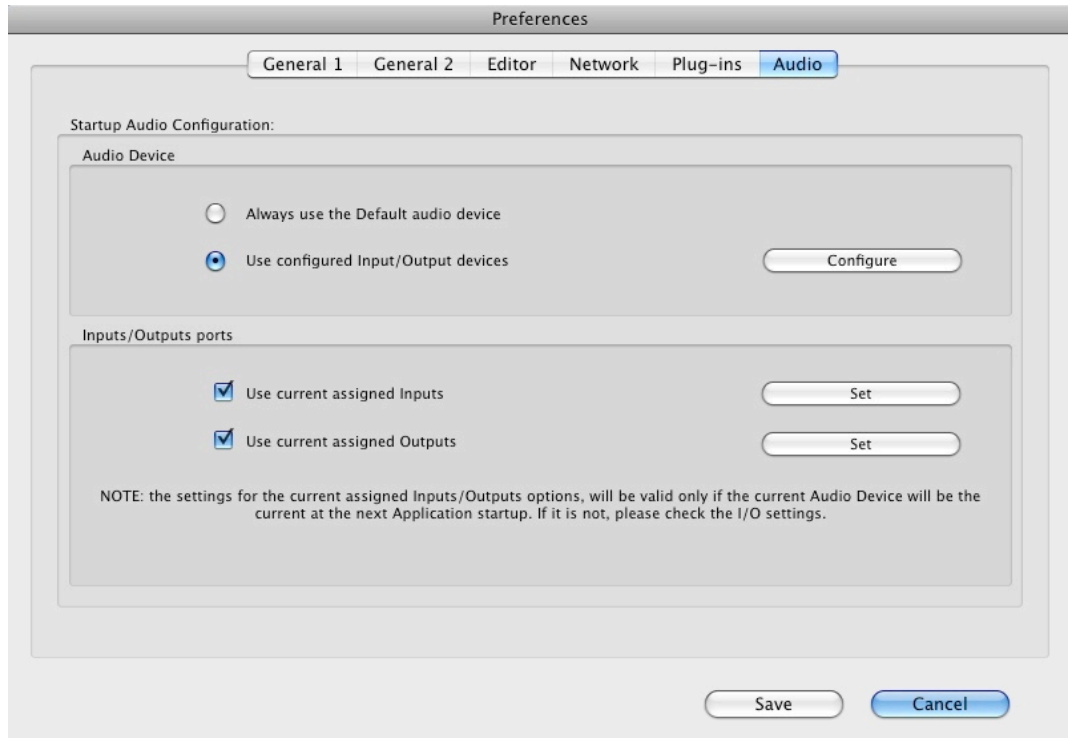 Preferences
General 1 General 2 Editor Network Plug-ins Audio
Startup Audio Configuration:
Audio Device
Always use the Default audio device
Use configured Input/Output devices Configure
Inputs/Outputs ports
Use current assigned Inputs Set
Use current assigned Outputs Set
NOTE: the settings for the current assigned Inputs/Outputs options, will be valid only if the current Audio Device will be the
current at the next Application startup. If it is not, please check the I/O settings.
Save Cancel